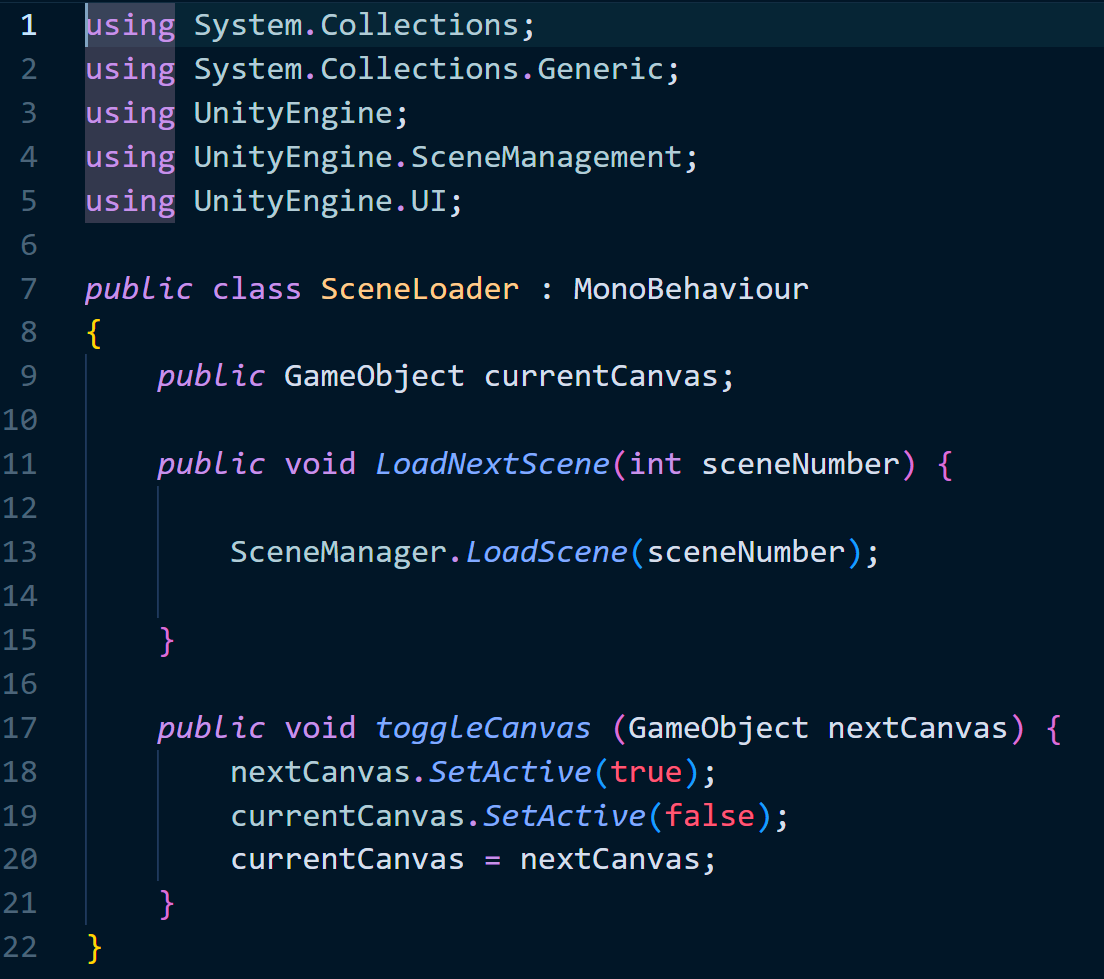 1 using System.Collections;
2 using System.Collections.Generic;
3 using UnityEngine;
4 using UnityEngine.SceneManagement;
5 using UnityEngine.UI;
6
7 public class SceneLoader : MonoBehaviour
8 {
9     public GameObject currentCanvas;
10
11     public void LoadNextScene(int sceneNumber) {
12
13         SceneManager.LoadScene(sceneNumber);
14
15     }
16
17     public void toggleCanvas (GameObject nextCanvas) {
18         nextCanvas.SetActive(true);
19         currentCanvas.SetActive(false);
20         currentCanvas = nextCanvas;
21     }
22 }